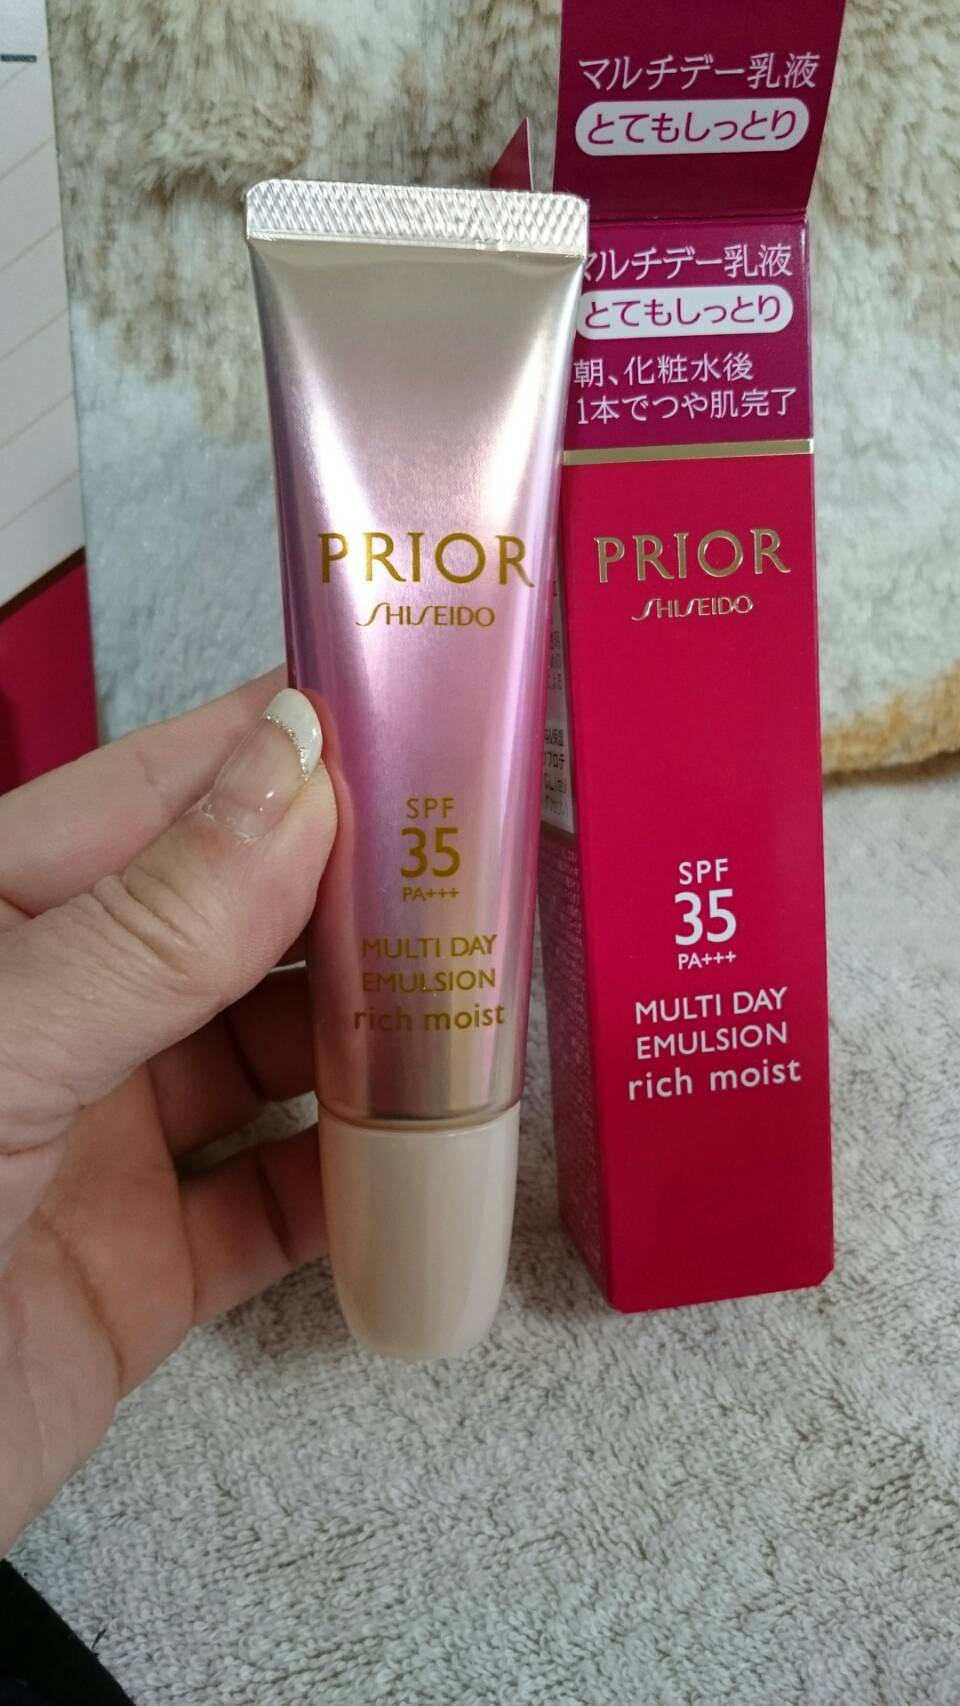 マルチデー乳液
とてもしっとり
マルチデー乳液
とてもしっとり
朝、化粧水後
1本でつや肌完了
PRIOR
SHISEIDO
SPF
35
PA+++
MULTI DAY
EMULSION
rich moist
PRIOR
SHISEIDO
SPF
35
PA+++
MULTI DAY
EMULSION
rich moist